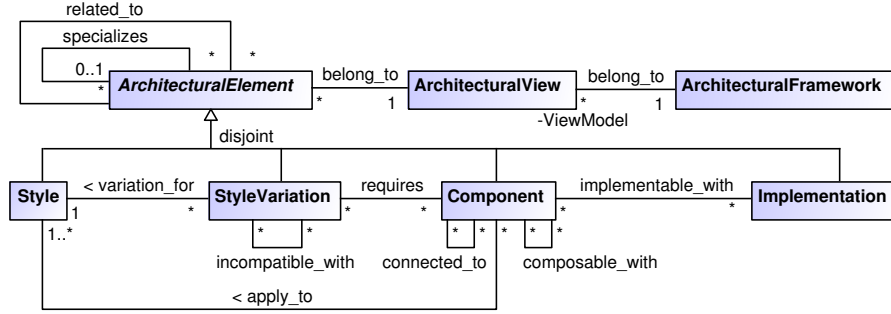 related_to
specializes
* *
0..1
*
ArchitecturalElement
belong_to
ArchitecturalView
belong_to
ArchitecturalFramework
* 1 * 1
-ViewModel
disjoint
Style
< variation_for
StyleVariation
requires
Component
implementable_with
Implementation
1 * * * * *
1..* * * * * * * *
incompatible_with
connected_to
composable_with
< apply_to